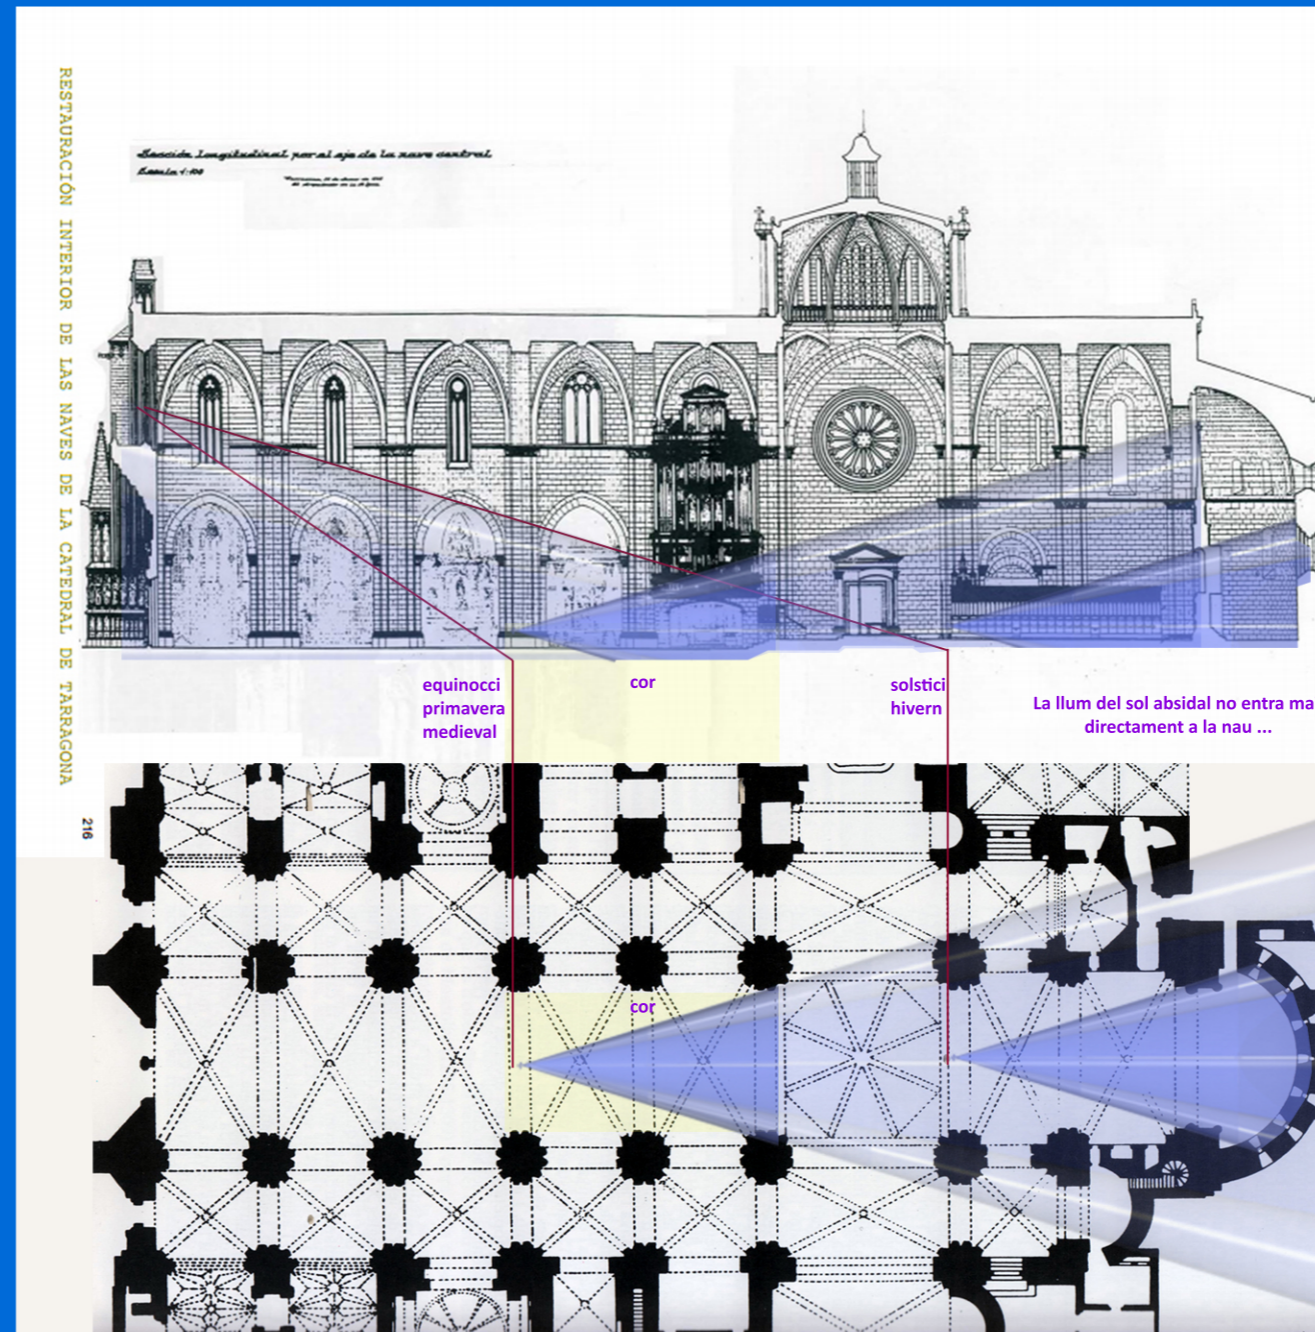 RESTAURACIÓN INTERIOR DE LAS NAVES DE LA CATEDRAL DE TARRAGONA
216
Sección longitudinal por el eje de la nave central
Escala 1:100
equinocci
primavera
medieval
cor
solstici
hivern
La llum del sol absidal no entra ma
directament a la nau ...
cor